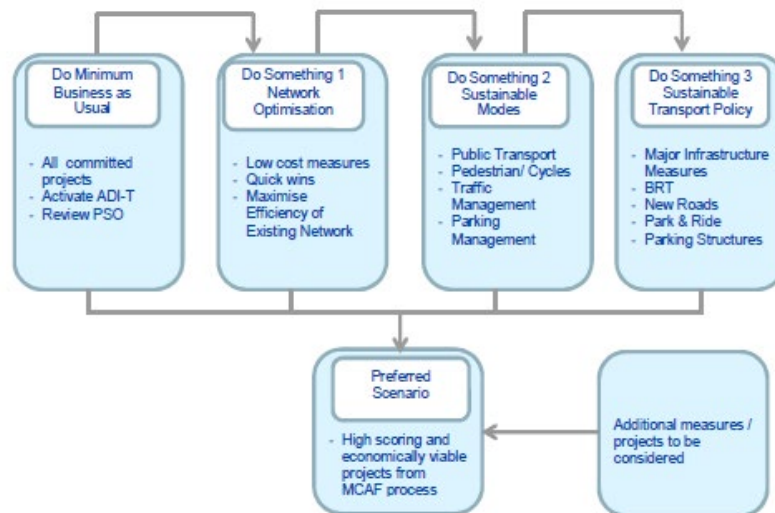 Do Minimum
Business as
Usual
- All committed
projects
- Activate ADI-T
- Review PSO
Do Something 1
Network
Optimisation
- Low cost measures
- Quick wins
- Maximise
Efficiency of
Existing Network
Do Something 2
Sustainable
Modes
- Public Transport
- Pedestrian/ Cycles
- Traffic
Management
- Parking
Management
Do Something 3
Sustainable
Transport Policy
- Major Infrastructure
Measures
- BRT
- New Roads
- Park & Ride
- Parking Structures
Preferred
Scenario
- High scoring and
economically viable
projects from
MCAF process
Additional measures /
projects to be
considered